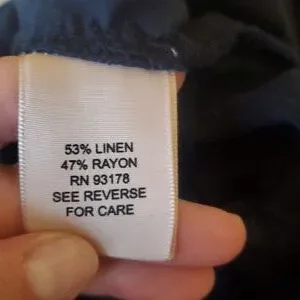 53% LINEN
47% RAYON
RN 93178
SEE REVERSE
FOR CARE